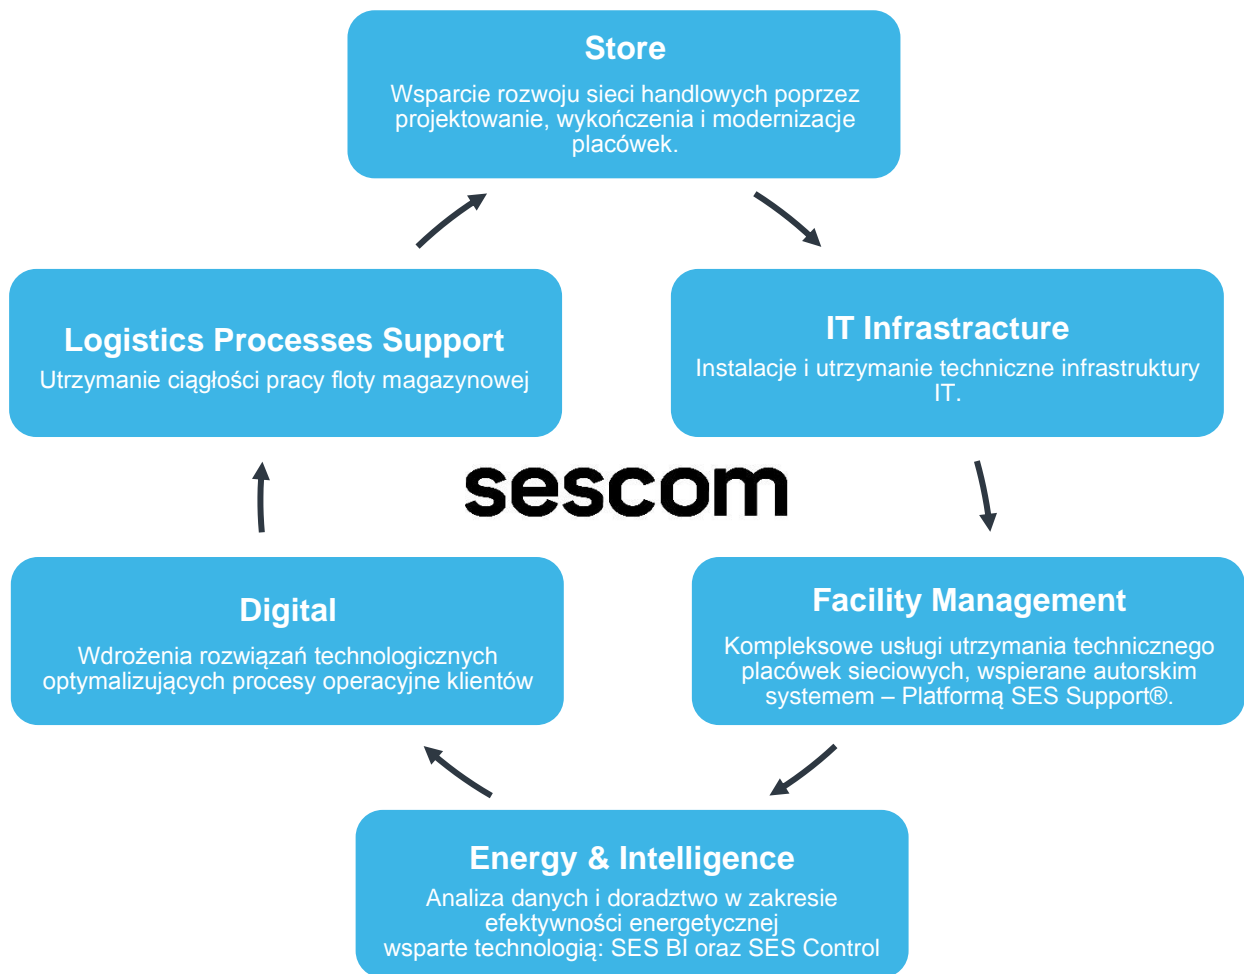 Store
Wsparcie rozwoju sieci handlowych poprzez
projektowanie, wykończenia i modernizacje
placówek.
Logistics Processes Support
Utrzymanie ciągłości pracy floty magazynowej
IT Infrastracture
Instalacje i utrzymanie techniczne infrastruktury
IT.
sescom
Digital
Wdrożenia rozwiązań technologicznych
optymalizujących procesy operacyjne klientów
Facility Management
Kompleksowe usługi utrzymania technicznego
placówek sieciowych, wspierane autorskim
systemem – Platformą SES Support®.
Energy & Intelligence
Analiza danych i doradztwo w zakresie
efektywności energetycznej
wsparte technologią: SES BI oraz SES Control